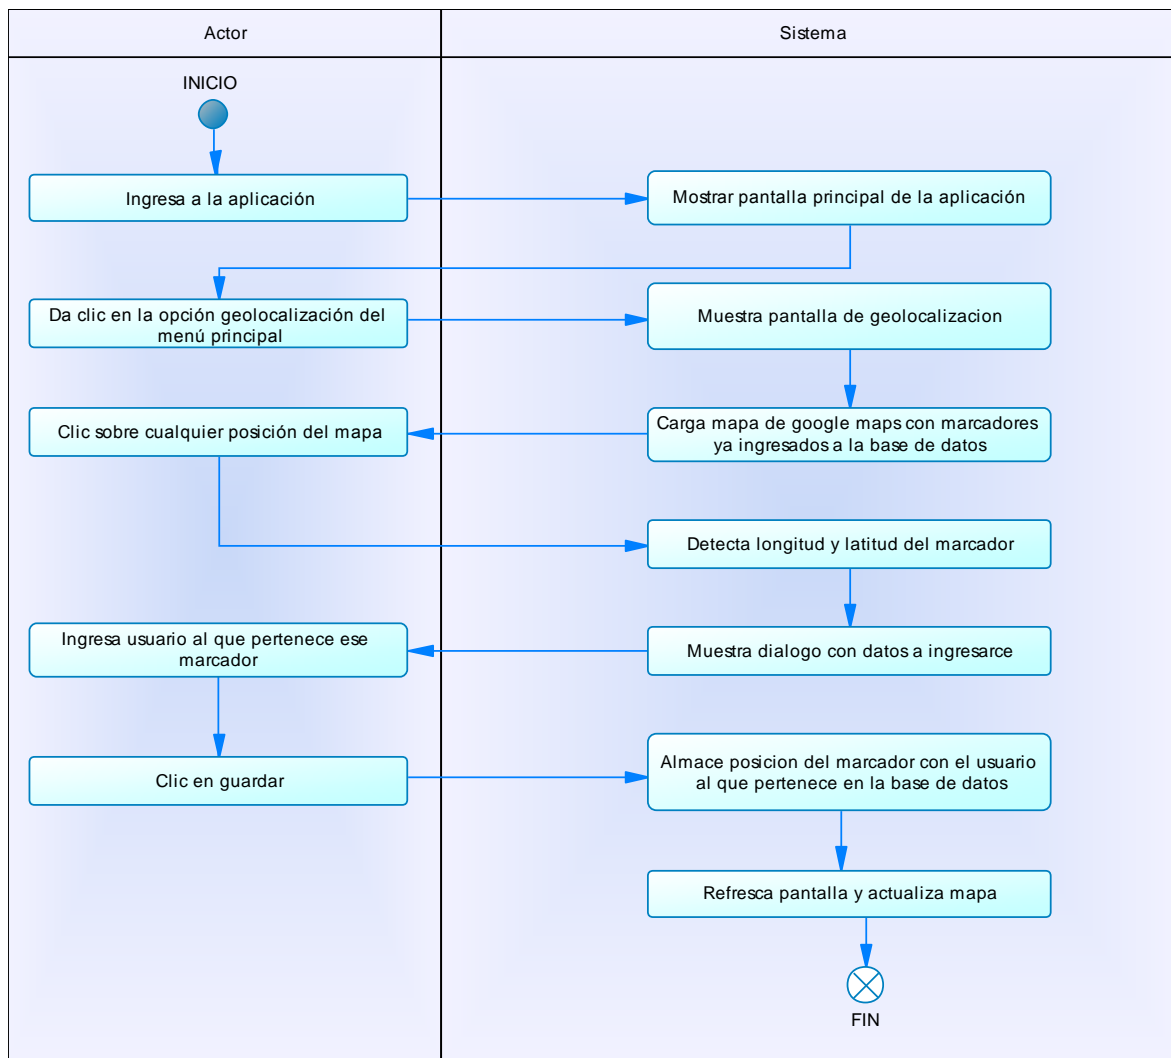 Actor
Sistema
INICIO
Ingresa a la aplicación
Mostrar pantalla principal de la aplicación
Da clic en la opción geolocalización del
menú principal
Muestra pantalla de geolocalizacion
Clic sobre cualquier posición del mapa
Carga mapa de google maps con marcadores
ya ingresados a la base de datos
Detecta longitud y latitud del marcador
Ingresa usuario al que pertenece ese
marcador
Muestra dialogo con datos a ingresarce
Clic en guardar
Almace posicion del marcador con el usuario
al que pertenece en la base de datos
Refresca pantalla y actualiza mapa
FIN